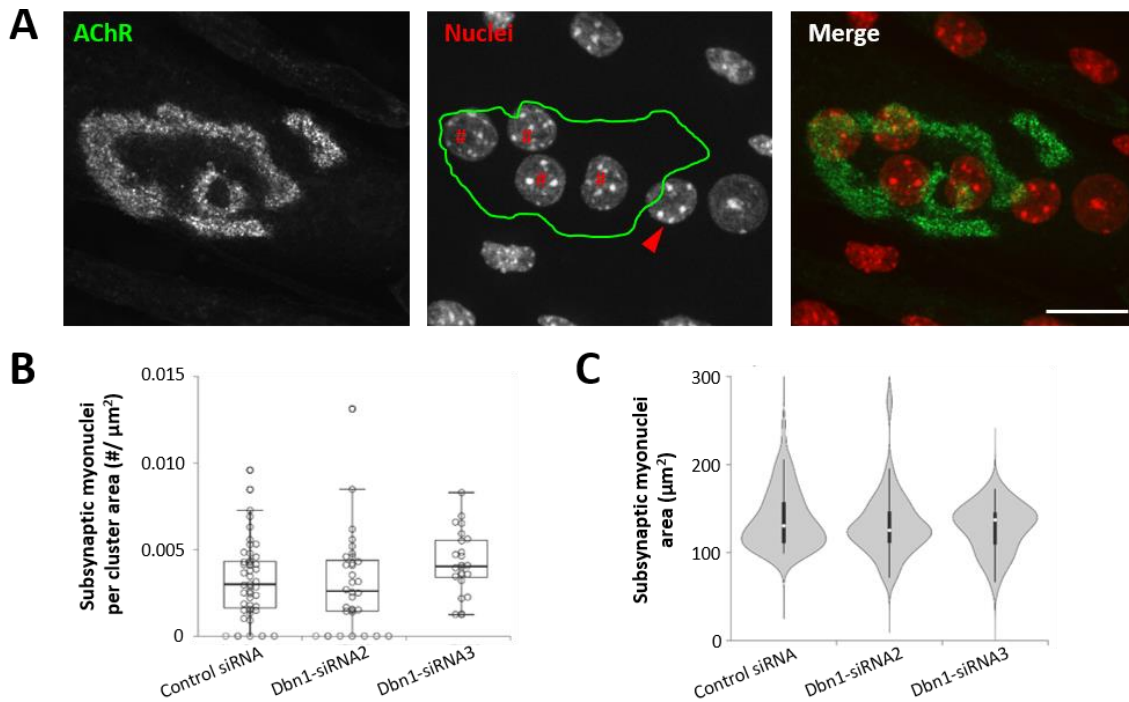 A
AChR
Nuclei
Merge
#
#
#
#
B
Subsynaptic myonuclei
per cluster area (#/ μm²)
0.015
0.010
0.005
0
Control siRNA
Dbn1-siRNA2
Dbn1-siRNA3
C
Subsynaptic myonuclei
area (μm²)
300
200
100
0
Control siRNA
Dbn1-siRNA2
Dbn1-siRNA3